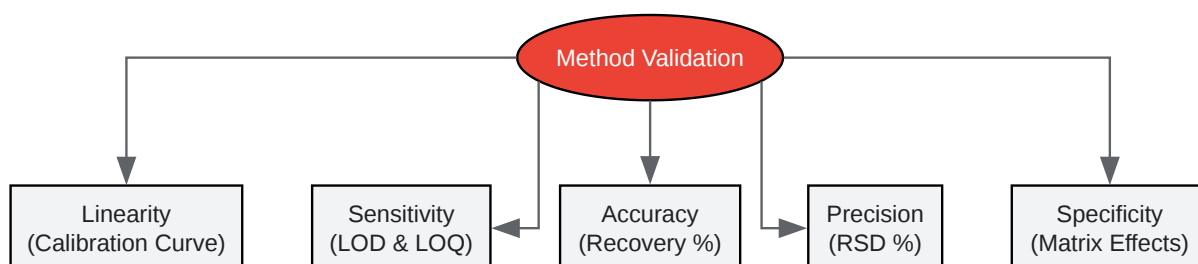 Method Validation
Linearity
(Calibration Curve)
Sensitivity
(LOD & LOQ)
Accuracy
(Recovery %)
Precision
(RSD %)
Specificity
(Matrix Effects)